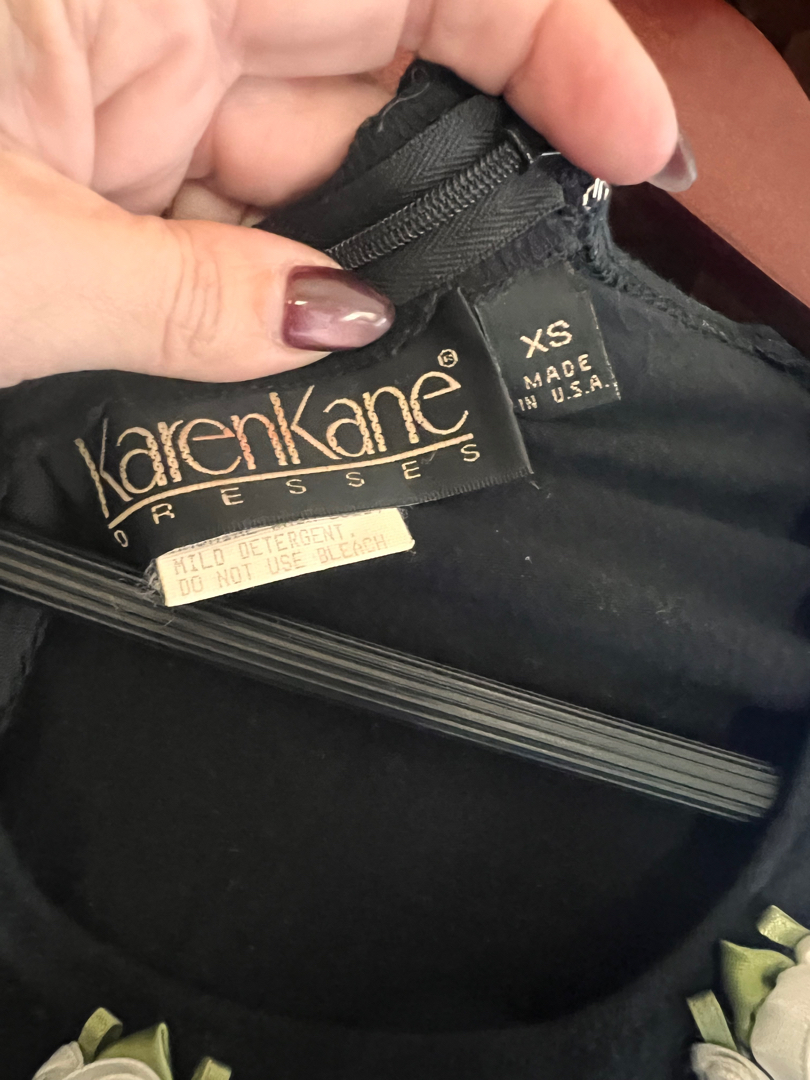 KarenKane®
DRESSES
XS
MADE
IN U.S.A.
MILD DETERGENT.
DO NOT USE BLEACH